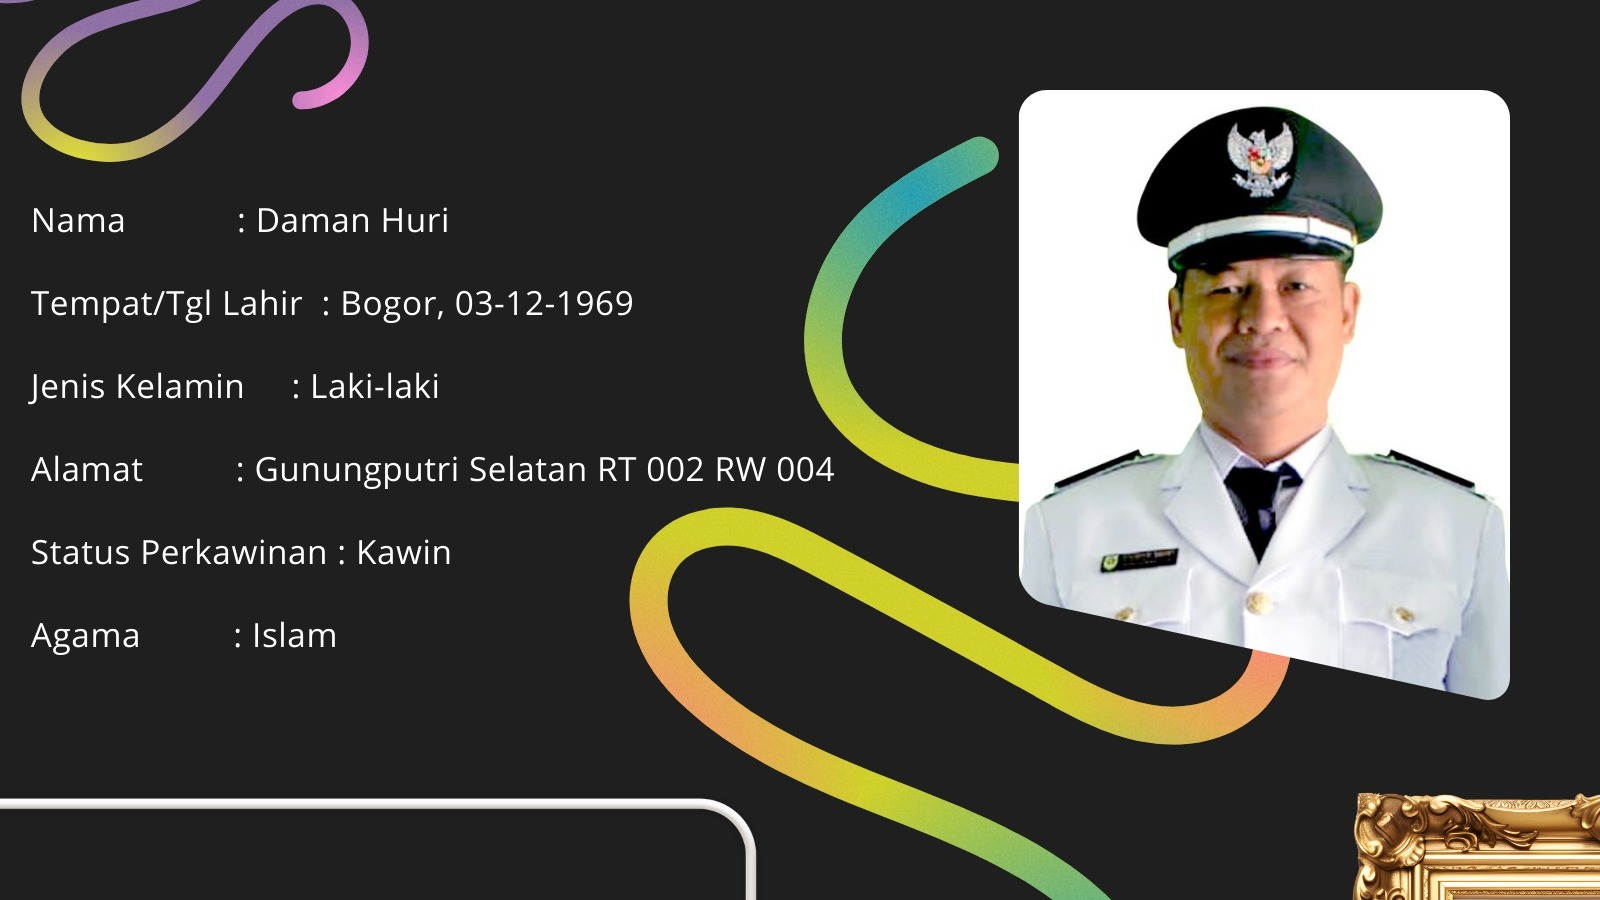 Nama : Daman Huri
Tempat/Tgl Lahir : Bogor, 03-12-1969
Jenis Kelamin : Laki-laki
Alamat : Gunungputri Selatan RT 002 RW 004
Status Perkawinan : Kawin
Agama : Islam